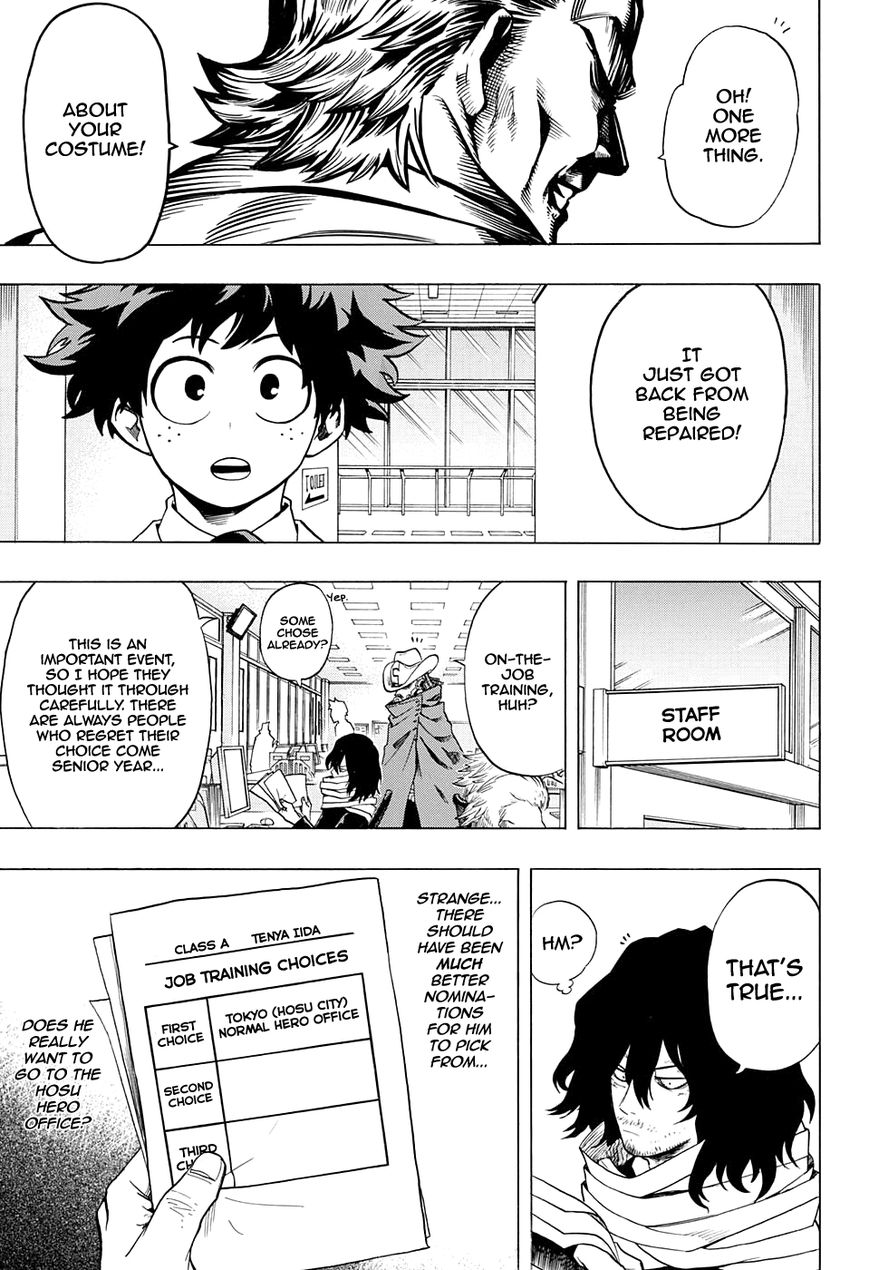 OH!
ONE
MORE
THING.
ABOUT
YOUR
COSTUME!
IT
JUST GOT
BACK FROM
BEING
REPAIRED!
TOILET
STAFF
ROOM
ON-THE-
JOB
TRAINING,
HUH?
SOME
CHOSE
ALREADY?
Yep.
THIS IS AN
IMPORTANT EVENT,
SO I HOPE THEY
THOUGHT IT THROUGH
CAREFULLY. THERE
ARE ALWAYS PEOPLE
WHO REGRET THEIR
CHOICE COME
SENIOR YEAR...
THAT'S
TRUE...
HM?
STRANGE...
THERE
SHOULD
HAVE BEEN
MUCH
BETTER
NOMINA-
TIONS
FOR HIM
TO PICK
FROM...
CLASS A TENYA IIDA
JOB TRAINING CHOICES
FIRST
CHOICE
TOKYO (HOSU CITY)
NORMAL HERO OFFICE
SECOND
CHOICE
THIRD
CH
DOES HE
REALLY
WANT TO
GO TO THE
HOSU
HERO
OFFICE?